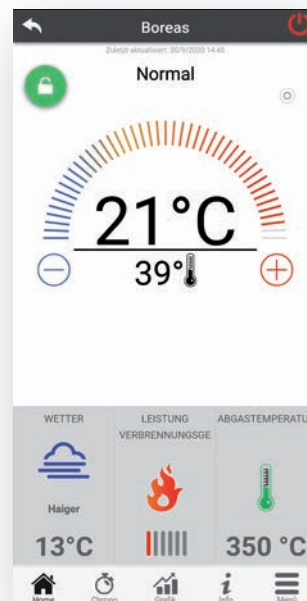 Boreas
Zuletzt aktualisiert: 30/9/2020 14:45
Normal
21°C
39°
WETTER
LEISTUNG
VERBRENNUNGSGE
ABGASTEMPERATU
Haiger
13°C
350 °C
Home
Chrono
Grafik
Info
Menü